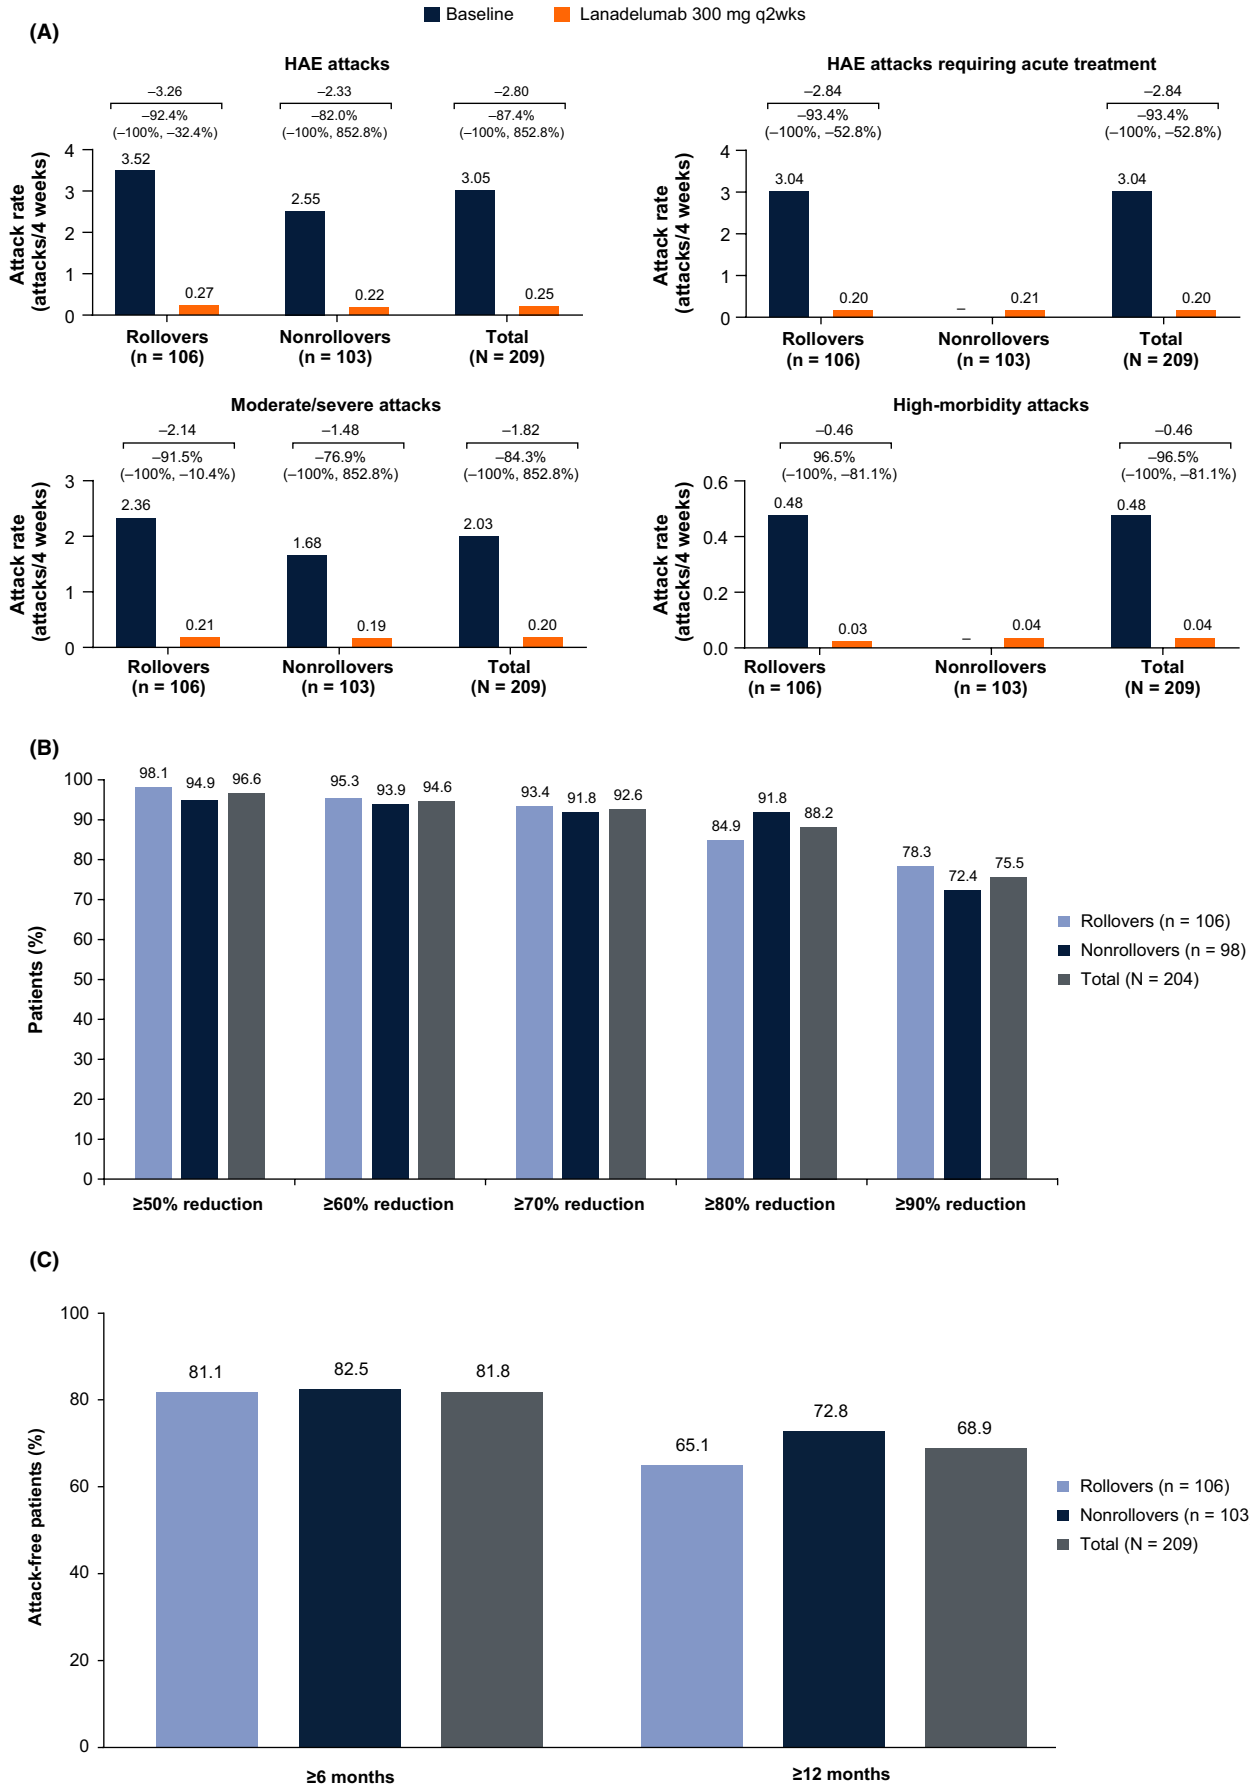 Baseline
Lanadelumab 300 mg q2wks
(A)
HAE attacks
–3.26
–2.33
–2.80
–92.4%
–82.0%
–87.4%
(–100%, –32.4%)
(–100%, 852.8%)
(–100%, 852.8%)
Attack rate
(attacks/4 weeks)
4
3
2
1
0
3.52
0.27
2.55
0.22
3.05
0.25
Rollovers
(n = 106)
Nonrollovers
(n = 103)
Total
(N = 209)
HAE attacks requiring acute treatment
–2.84
–2.84
–93.4%
–93.4%
(–100%, –52.8%)
(–100%, –52.8%)
Attack rate
(attacks/4 weeks)
4
3
2
1
0
3.04
0.20
–
0.21
3.04
0.20
Rollovers
(n = 106)
Nonrollovers
(n = 103)
Total
(N = 209)
Moderate/severe attacks
–2.14
–1.48
–1.82
–91.5%
–76.9%
–84.3%
(–100%, –10.4%)
(–100%, 852.8%)
(–100%, 852.8%)
Attack rate
(attacks/4 weeks)
3
2
1
0
2.36
0.21
1.68
0.19
2.03
0.20
Rollovers
(n = 106)
Nonrollovers
(n = 103)
Total
(N = 209)
High-morbidity attacks
–0.46
–0.46
96.5%
–96.5%
(–100%, –81.1%)
(–100%, –81.1%)
Attack rate
(attacks/4 weeks)
0.6
0.4
0.2
0.0
0.48
0.03
–
0.04
0.48
0.04
Rollovers
(n = 106)
Nonrollovers
(n = 103)
Total
(N = 209)
(B)
Patients (%)
100
90
80
70
60
50
40
30
20
10
0
98.1
94.9
96.6
95.3
93.9
94.6
93.4
91.8
92.6
84.9
91.8
88.2
78.3
72.4
75.5
≥50% reduction
≥60% reduction
≥70% reduction
≥80% reduction
≥90% reduction
Rollovers (n = 106)
Nonrollovers (n = 98)
Total (N = 204)
(C)
Attack-free patients (%)
100
80
60
40
20
0
81.1
82.5
81.8
65.1
72.8
68.9
≥6 months
≥12 months
Rollovers (n = 106)
Nonrollovers (n = 103
Total (N = 209)